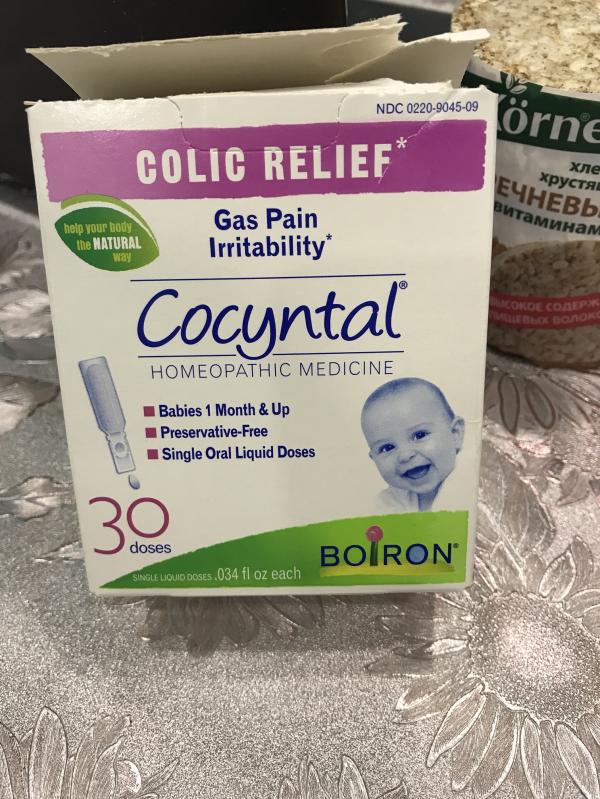 NDC 0220-9045-09
COLIC RELIEF*
help your body
the NATURAL
way
Gas Pain
Irritability*
Cocyntal®
HOMEOPATHIC MEDICINE
Babies 1 Month & Up
Preservative-Free
Single Oral Liquid Doses
30
doses
SINGLE LIQUID DOSES .034 fl oz each
BOIRON®
örne
хле
хрустя
ЕЧНЕВЫ
витаминам
ВЫСОКОЕ СОДЕРЖ
ПИЩЕВЫХ ВОЛОКО